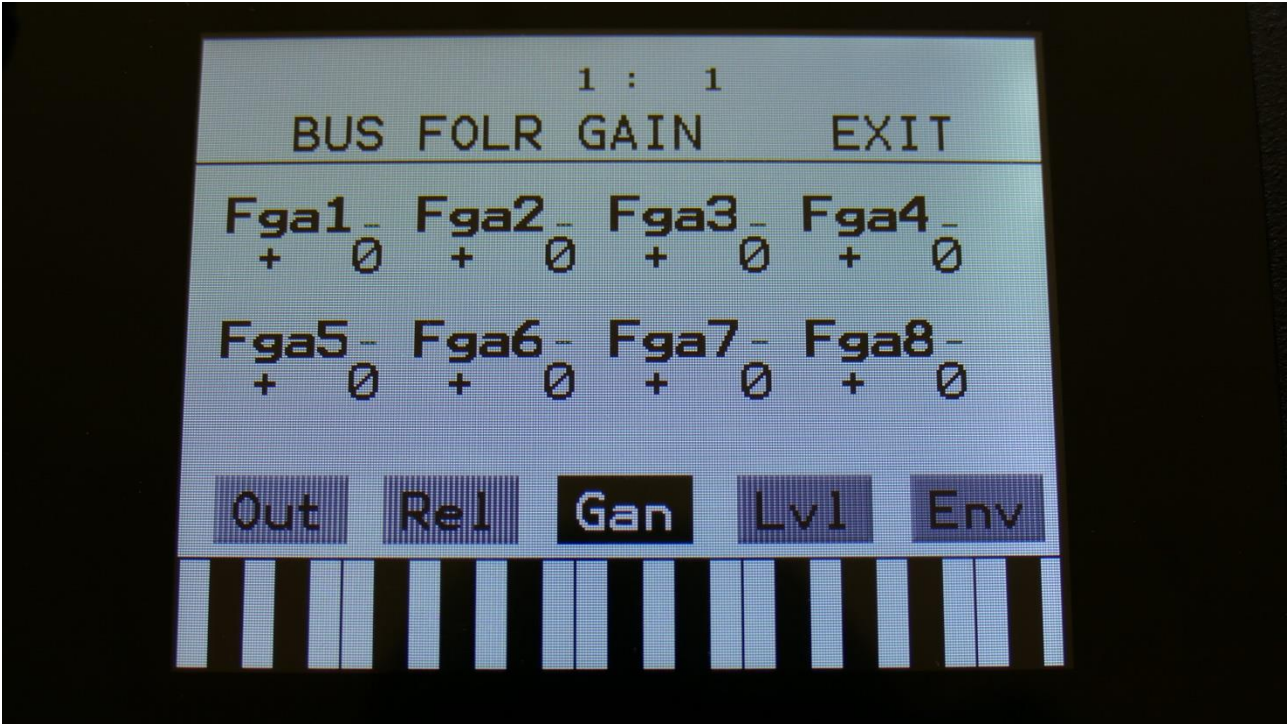 1 : 1
BUS FOLR GAIN EXIT
Fga1 - Fga2 - Fga3 - Fga4 -
+ 0 + 0 + 0 + 0
Fga5 - Fga6 - Fga7 - Fga8 -
+ 0 + 0 + 0 + 0
Out Rel Gan Lvl Env